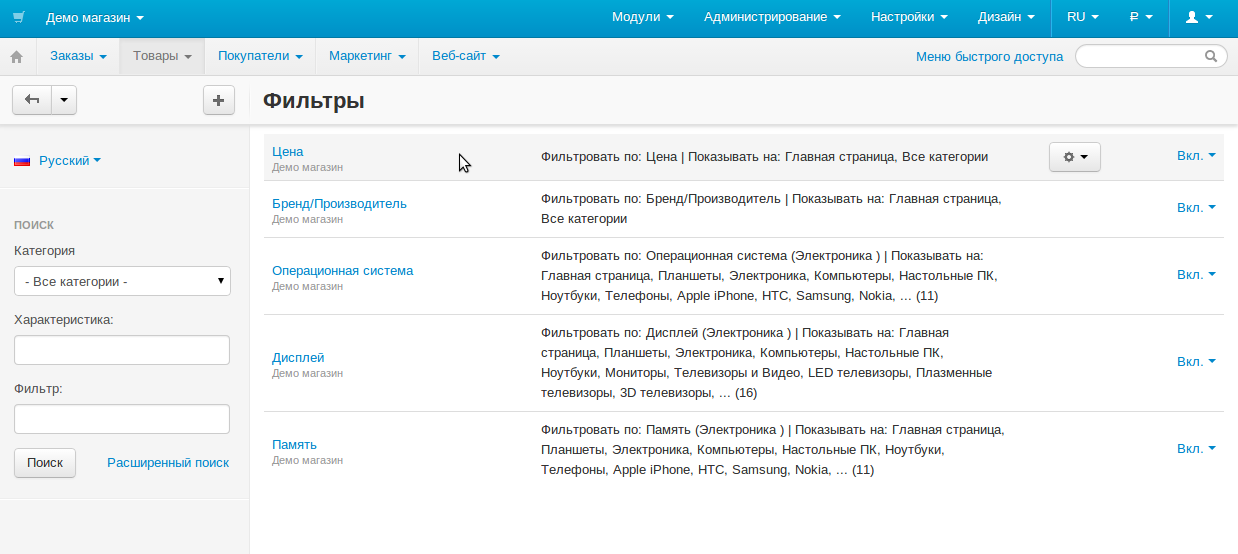 Демо магазин
Модули Администрирование Настройки Дизайн RU ₽
Заказы Товары Покупатели Маркетинг Веб-сайт Меню быстрого доступа
Фильтры
Русский
ПОИСК
Категория
- Все категории -
Характеристика:
Фильтр:
Поиск Расширенный поиск
Цена
Демо магазин
Фильтровать по: Цена | Показывать на: Главная страница, Все категории
Вкл.
Бренд/Производитель
Демо магазин
Фильтровать по: Бренд/Производитель | Показывать на: Главная страница,
Все категории
Вкл.
Операционная система
Демо магазин
Фильтровать по: Операционная система (Электроника ) | Показывать на:
Главная страница, Планшеты, Электроника, Компьютеры, Настольные ПК,
Ноутбуки, Телефоны, Apple iPhone, HTC, Samsung, Nokia, ... (11)
Вкл.
Дисплей
Демо магазин
Фильтровать по: Дисплей (Электроника ) | Показывать на: Главная
страница, Планшеты, Электроника, Компьютеры, Настольные ПК,
Ноутбуки, Мониторы, Телевизоры и Видео, LED телевизоры, Плазменные
телевизоры, 3D телевизоры, ... (16)
Вкл.
Память
Демо магазин
Фильтровать по: Память (Электроника ) | Показывать на: Главная страница,
Планшеты, Электроника, Компьютеры, Настольные ПК, Ноутбуки,
Телефоны, Apple iPhone, HTC, Samsung, Nokia, ... (11)
Вкл.